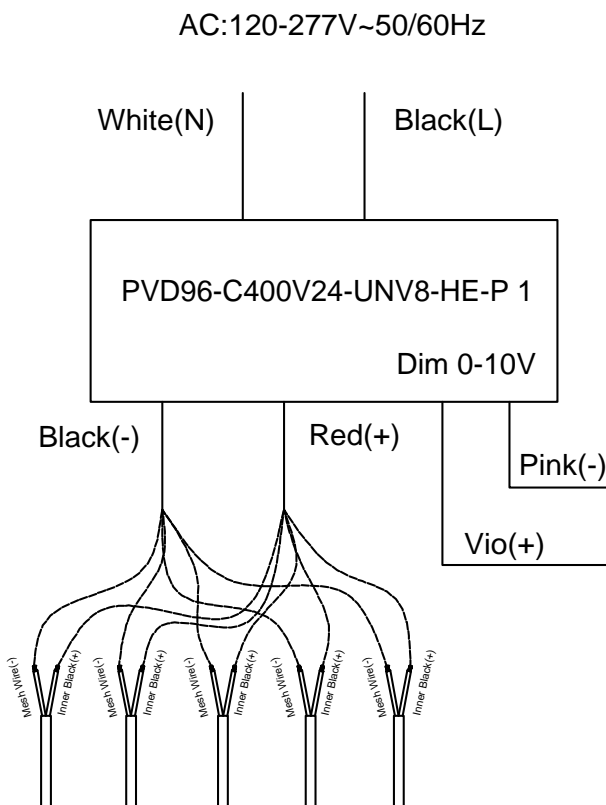 AC:120-277V~50/60Hz
White(N)
Black(L)
PVD96-C400V24-UNV8-HE-P 1
Dim 0-10V
Black(-)
Red(+)
Pink(-)
Vio(+)
Mesh Wire(-)
Inner Black(+)
Mesh Wire(-)
Inner Black(+)
Mesh Wire(-)
Inner Black(+)
Mesh Wire(-)
Inner Black(+)
Mesh Wire(-)
Inner Black(+)